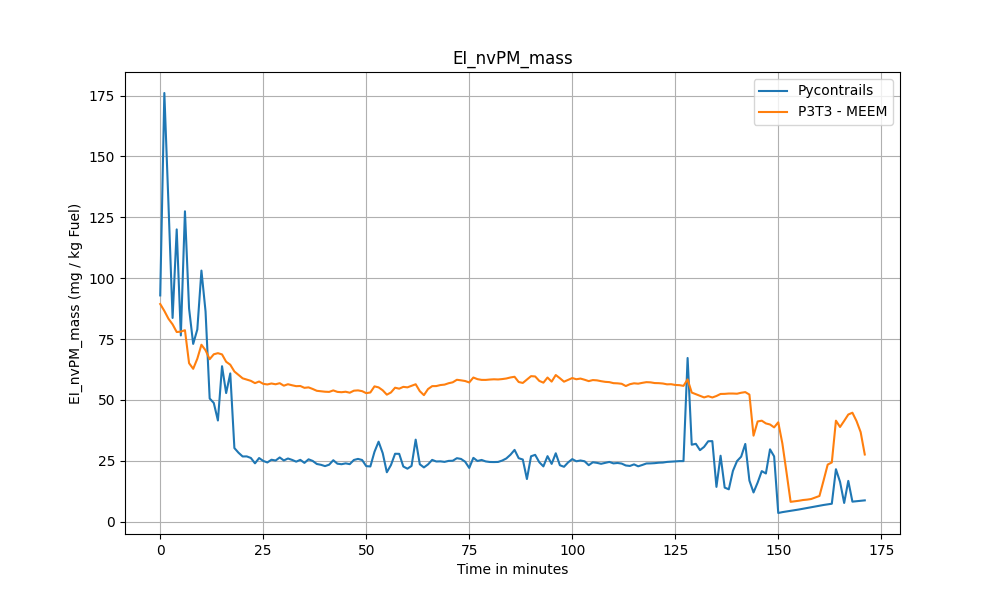 EI_nvPM_mass
Pycontrails
P3T3 - MEEM
EI_nvPM_mass (mg / kg Fuel)
175
150
125
100
75
50
25
0
0 25 50 75 100 125 150 175
Time in minutes